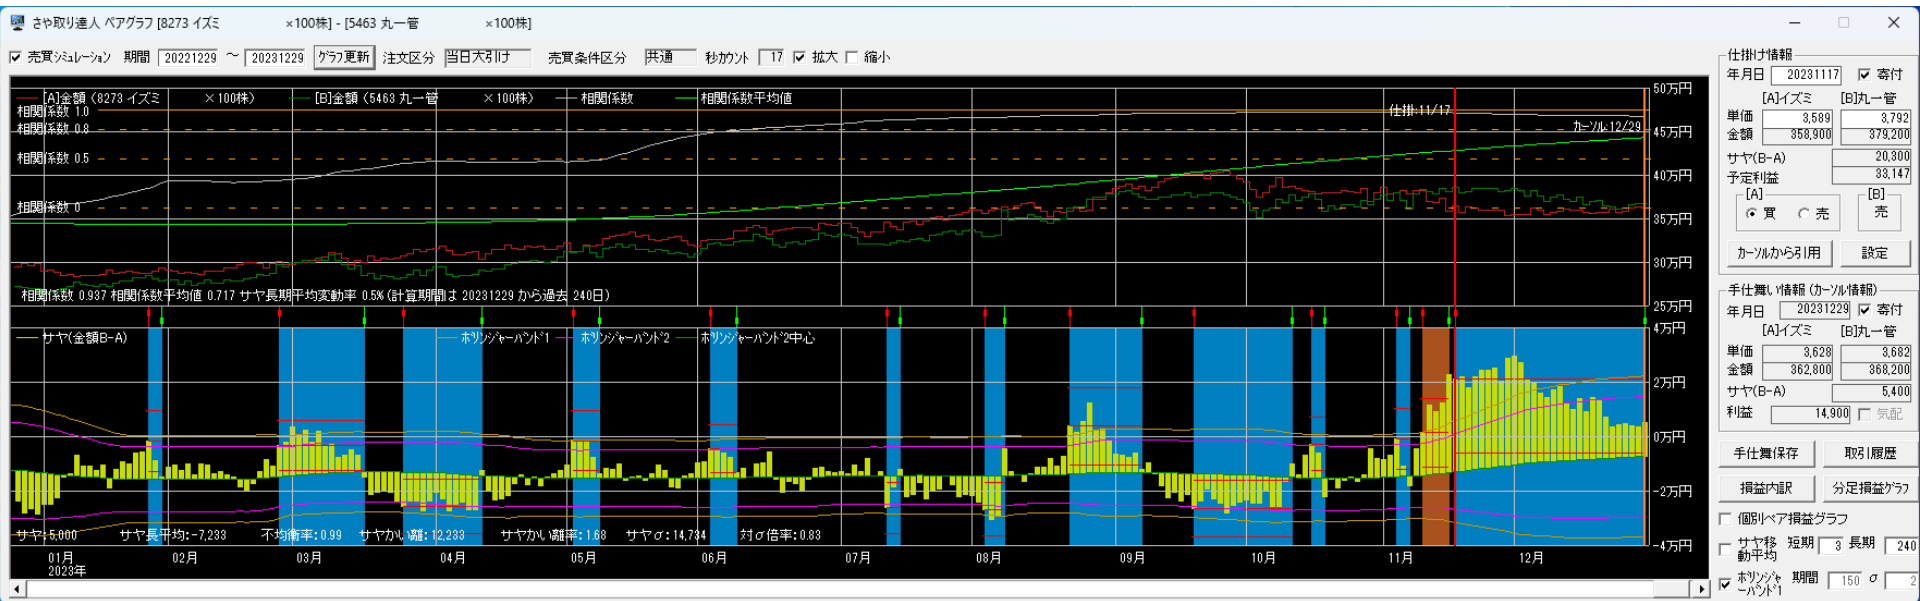 さや取り達人 ペアグラフ [8273 イズミ ×100株] - [5463 丸一管 ×100株]
売買シミュレーション 期間 20221229 ～ 20231229 グラフ更新 注文区分 当日大引け 売買条件区分 共通 秒カウント 17 拡大 縮小
[A]金額 (8273 イズミ ×100株) [B]金額 (5463 丸一管 ×100株) 相関係数 相関係数平均値
相関係数 1.0
相関係数 0.8
相関係数 0.5
相関係数 0
仕掛:11/17
カーソル:12/29
50万円
45万円
40万円
35万円
30万円
25万円
相関係数 0.937 相関係数平均値 0.717 サヤ長期平均変動率 0.5% (計算期間は 20231229 から過去 240日)
サヤ(金額B-A) ボリンジャーバンド1 ボリンジャーバンド2 ボリンジャーバンド2中心
4万円
2万円
0万円
-2万円
-4万円
サヤ:5,000 サヤ長平均:-7,233 不均衡率:0.99 サヤかい離:12,233 サヤかい離率:1.68 サヤσ:14,734 対σ倍率:0.83
01月 02月 03月 04月 05月 06月 07月 08月 09月 10月 11月 12月
2023年
仕掛け情報
年月日 20231117 寄付
[A]イズミ [B]丸一管
単価 3,589 3,792
金額 358,900 379,200
サヤ(B-A) 20,300
予定利益 33,147
[A] [B]
買 売 売
カーソルから引用 設定
手仕舞い情報 (カーソル情報)
年月日 20231229 寄付
[A]イズミ [B]丸一管
単価 3,628 3,682
金額 362,800 368,200
サヤ(B-A) 5,400
利益 14,900 気配
手仕舞保存 取引履歴
損益内訳 分足損益グラフ
個別ペア損益グラフ
サヤ移動平均 短期 3 長期 240
ボリンジャーバンド1 期間 150 σ 2